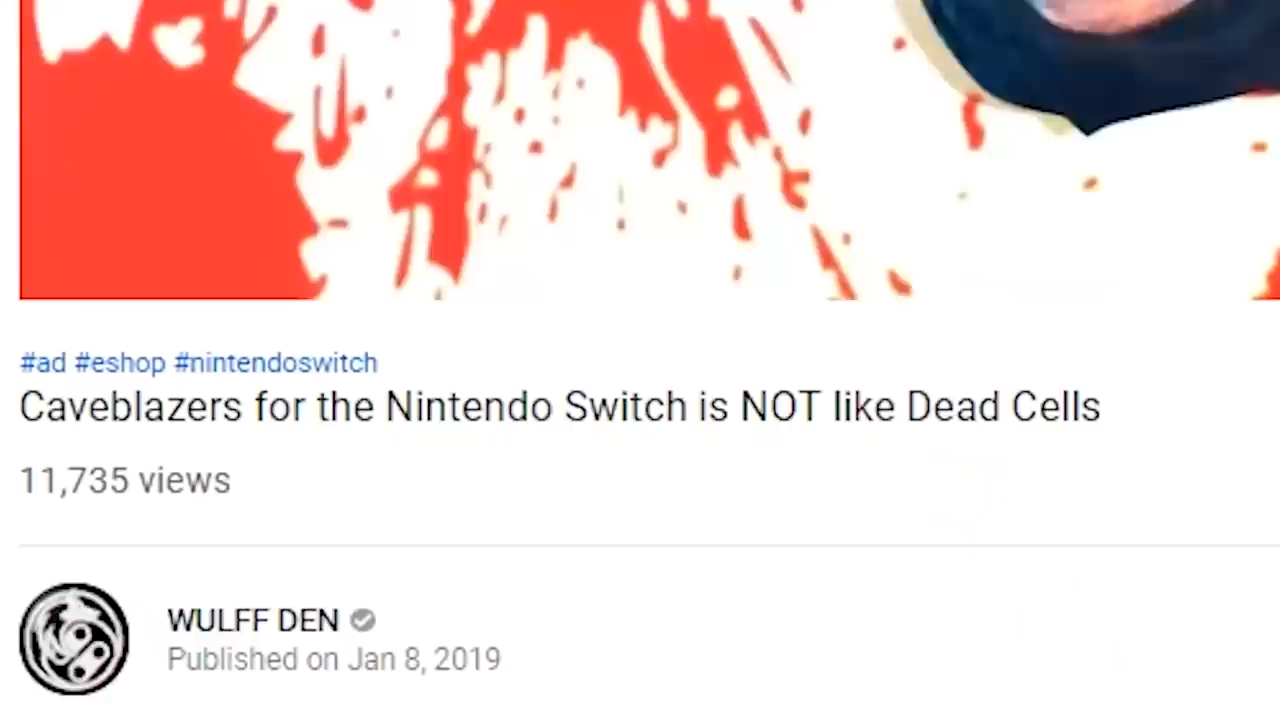 #ad #eshop #nintendoswitch
Caveblazers for the Nintendo Switch is NOT like Dead Cells
11,735 views
WULFF DEN
Published on Jan 8, 2019